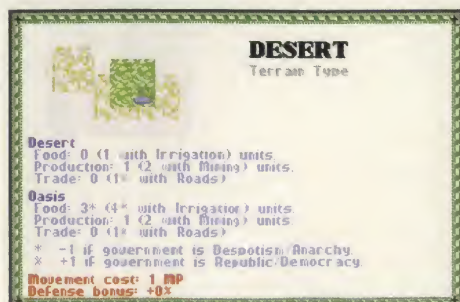 DESERT
Terrain Type
Desert
Food: 0 (1 with Irrigation) units.
Production: 1 (2 with Mining) units.
Trade: 0 (1% with Roads)
Oasis
Food: 3* (4* with Irrigation) units.
Production: 1 (2 with Mining) units.
Trade: 0 (1% with Roads)
* -1 if government is Despotism/Anarchy.
% +1 if government is Republic/Democracy.
Movement cost: 1 MP
Defense bonus: +0%